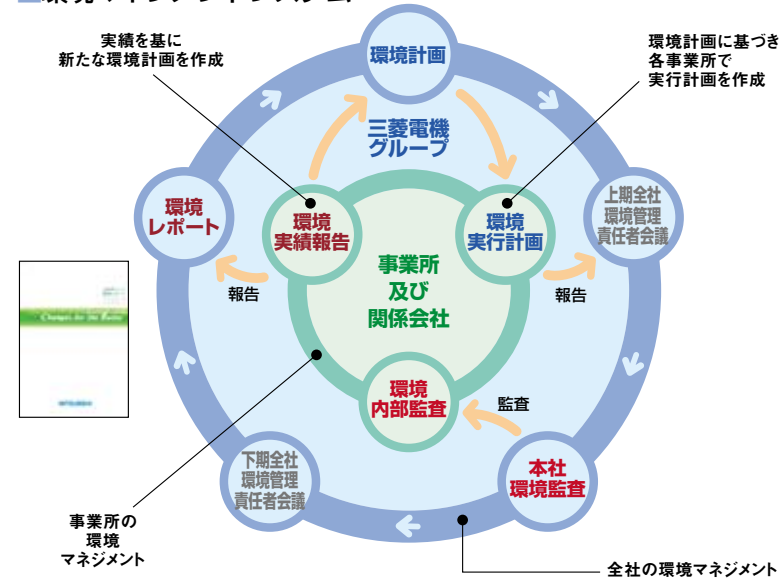 実績を基に
新たな環境計画を作成
環境計画
環境計画に基づき
各事業所で
実行計画を作成
三菱電機
グループ
環境
レポート
環境
実績報告
環境
実行計画
上期全社
環境管理
責任者会議
事業所
及び
関係会社
報告
報告
Changes for the Better
環境
内部監査
監査
下期全社
環境管理
責任者会議
本社
環境監査
事業所の
環境
マネジメント
全社の環境マネジメント